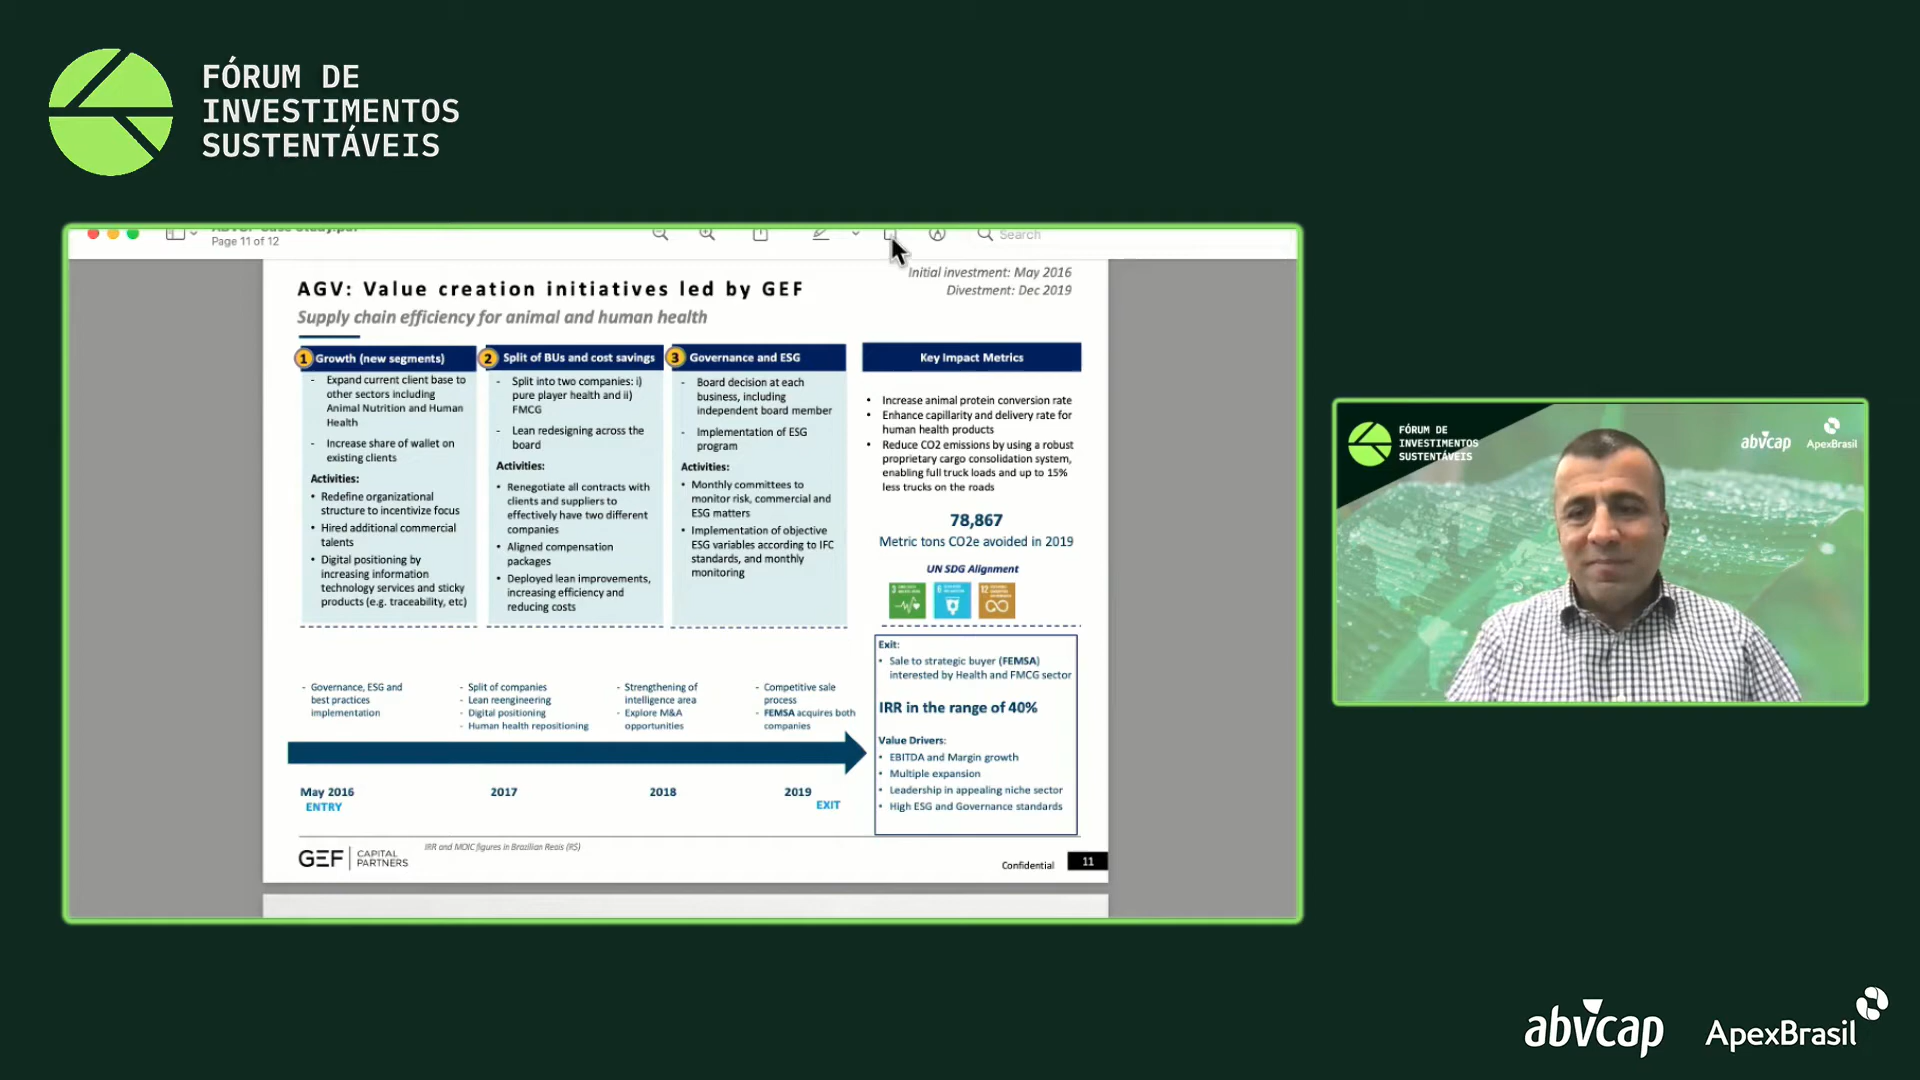 FÓRUM DE
INVESTIMENTOS
SUSTENTÁVEIS
Page 11 of 12
Search
AGV: Value creation initiatives led by GEF
Supply chain efficiency for animal and human health
Initial investment: May 2016
Divestment: Dec 2019
1 Growth (new segments)
- Expand current client base to
other sectors including
Animal Nutrition and Human
Health
- Increase share of wallet on
existing clients
Activities:
• Redefine organizational
structure to incentivize focus
• Hired additional commercial
talents
• Digital positioning by
increasing information
technology services and sticky
products (e.g. traceability, etc)
2 Split of BUs and cost savings
- Split into two companies: i)
pure player health and ii)
FMCG
- Lean redesigning across the
board
Activities:
• Renegotiate all contracts with
clients and suppliers to
effectively have two different
companies
• Aligned compensation
packages
• Deployed lean improvements,
increasing efficiency and
reducing costs
3 Governance and ESG
- Board decision at each
business, including
independent board member
- Implementation of ESG
program
Activities:
• Monthly committees to
monitor risk, commercial and
ESG matters
• Implementation of objective
ESG variables according to IFC
standards, and monthly
monitoring
Key Impact Metrics
• Increase animal protein conversion rate
• Enhance capillarity and delivery rate for
human health products
• Reduce CO2 emissions by using a robust
proprietary cargo consolidation system,
enabling full truck loads and up to 15%
less trucks on the roads
78,867
Metric tons CO2e avoided in 2019
UN SDG Alignment
3
6
12
- Governance, ESG and
best practices
implementation
- Split of companies
- Lean reengineering
- Digital positioning
- Human health repositioning
- Strengthening of
intelligence area
- Explore M&A
opportunities
- Competitive sale
process
- FEMSA acquires both
companies
May 2016
ENTRY
2017
2018
2019
EXIT
Exit:
• Sale to strategic buyer (FEMSA)
interested by Health and FMCG sector
IRR in the range of 40%
Value Drivers:
• EBITDA and Margin growth
• Multiple expansion
• Leadership in appealing niche sector
• High ESG and Governance standards
GEF CAPITAL
PARTNERS
IRR and MOIC figures in Brazilian Reais (R$)
Confidential
11
FÓRUM DE
INVESTIMENTOS
SUSTENTÁVEIS
abvcap
ApexBrasil
abvcap
ApexBrasil